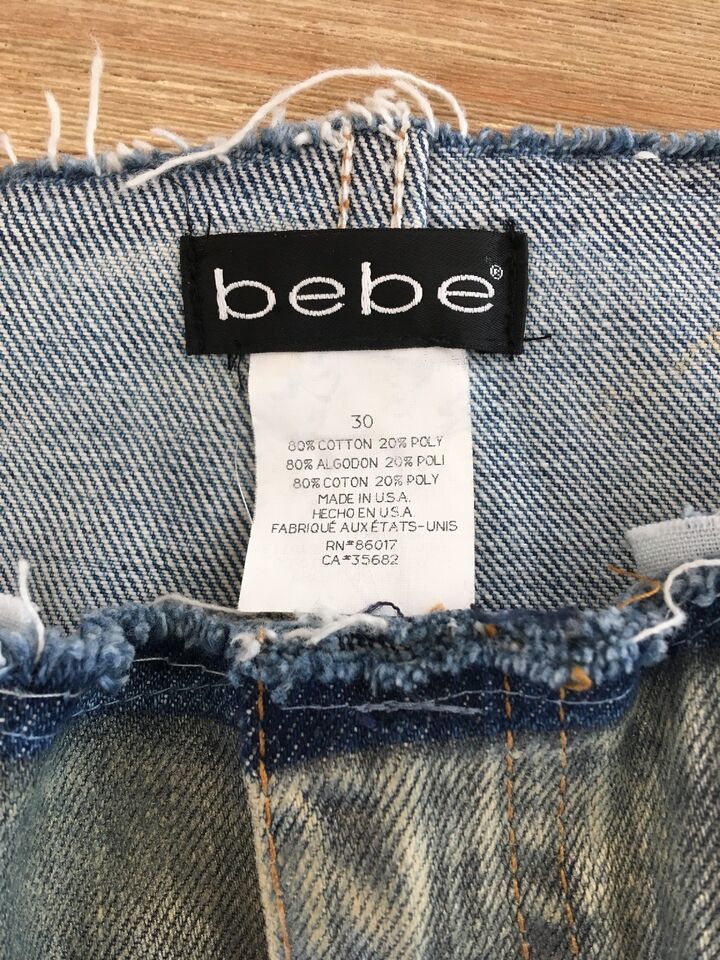 bebe®
30
80% COTTON 20% POLY
80% ALGODON 20% POLI
80% COTON 20% POLY
MADE IN U.S.A.
HECHO EN U.S.A.
FABRIQUÉ AUX ÉTATS-UNIS
RN#86017
CA#35682